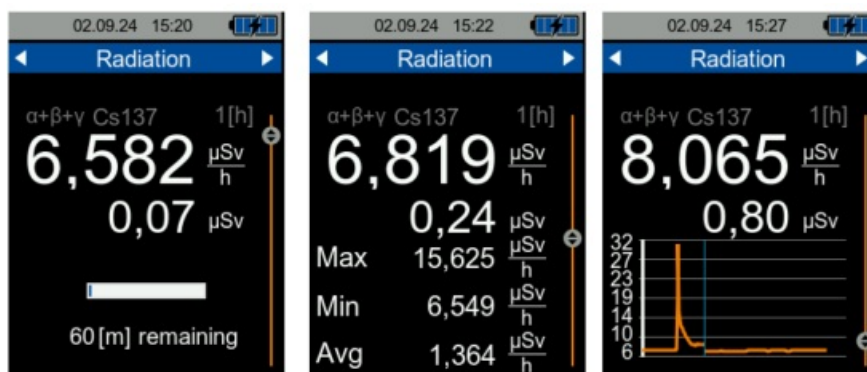 02.09.24 15:20
Radiation
α+β+γ Cs137 1[h]
6,582 µSv/h
0,07 µSv
60[m] remaining
02.09.24 15:22
Radiation
α+β+γ Cs137 1[h]
6,819 µSv/h
0,24 µSv
Max 15,625 µSv/h
Min 6,549 µSv/h
Avg 1,364 µSv/h
02.09.24 15:27
Radiation
α+β+γ Cs137 1[h]
8,065 µSv/h
0,80 µSv
32
27
23
19
14
10
6